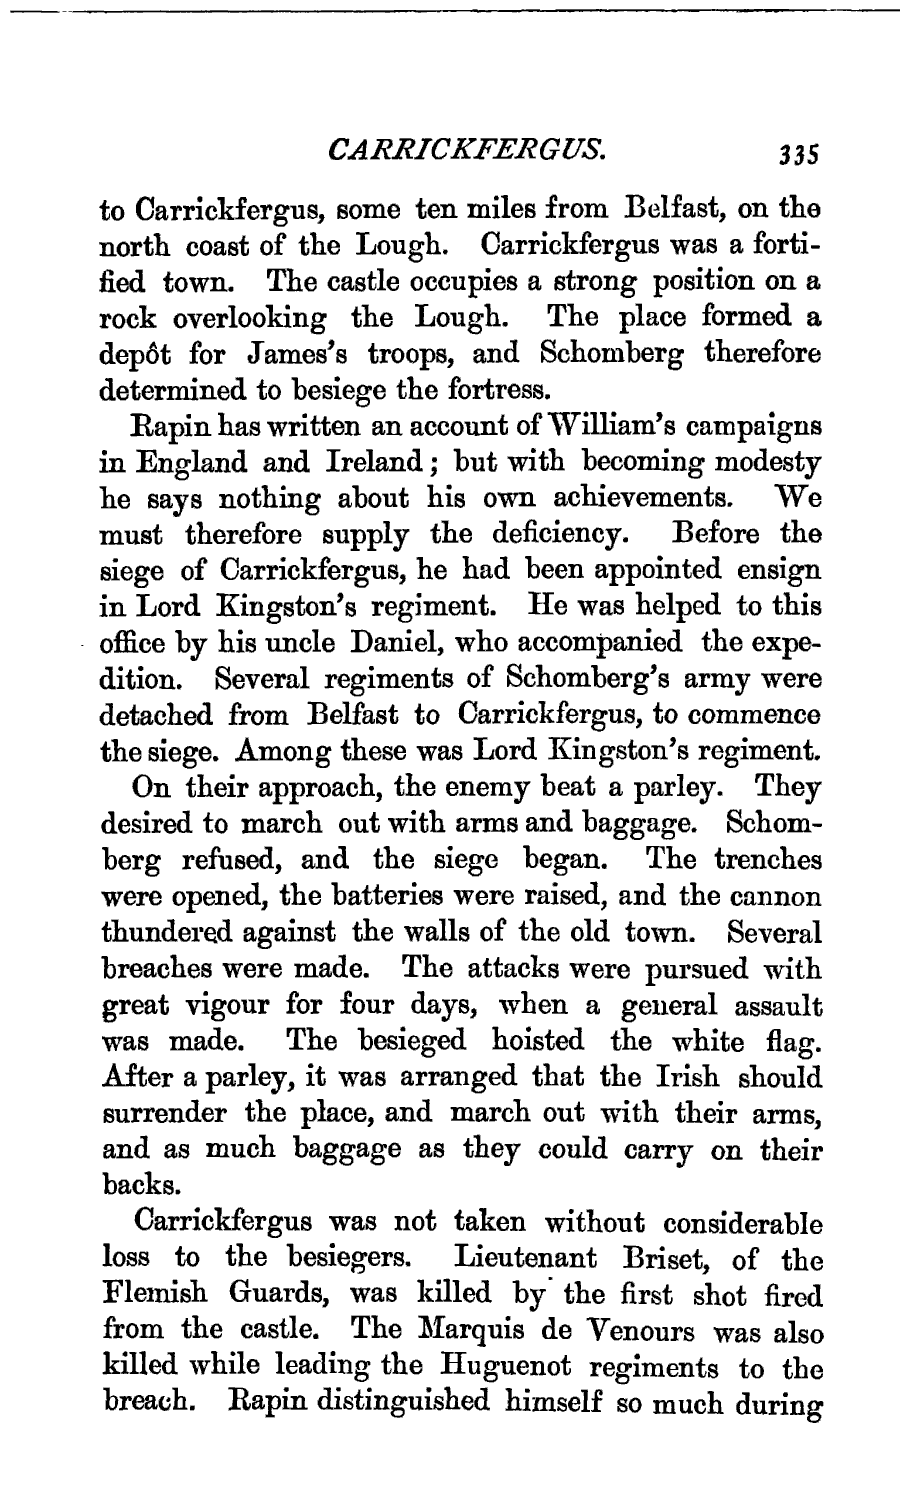 CARRICKFERGUS. 335
to Carrickfergus, some ten miles from Belfast, on the
north coast of the Lough. Carrickfergus was a forti-
fied town. The castle occupies a strong position on a
rock overlooking the Lough. The place formed a
depôt for James's troops, and Schomberg therefore
determined to besiege the fortress.
Rapin has written an account of William's campaigns
in England and Ireland; but with becoming modesty
he says nothing about his own achievements. We
must therefore supply the deficiency. Before the
siege of Carrickfergus, he had been appointed ensign
in Lord Kingston's regiment. He was helped to this
office by his uncle Daniel, who accompanied the expe-
dition. Several regiments of Schomberg's army were
detached from Belfast to Carrickfergus, to commence
the siege. Among these was Lord Kingston's regiment.
On their approach, the enemy beat a parley. They
desired to march out with arms and baggage. Schom-
berg refused, and the siege began. The trenches
were opened, the batteries were raised, and the cannon
thundered against the walls of the old town. Several
breaches were made. The attacks were pursued with
great vigour for four days, when a general assault
was made. The besieged hoisted the white flag.
After a parley, it was arranged that the Irish should
surrender the place, and march out with their arms,
and as much baggage as they could carry on their
backs.
Carrickfergus was not taken without considerable
loss to the besiegers. Lieutenant Briset, of the
Flemish Guards, was killed by the first shot fired
from the castle. The Marquis de Venours was also
killed while leading the Huguenot regiments to the
breach. Rapin distinguished himself so much during